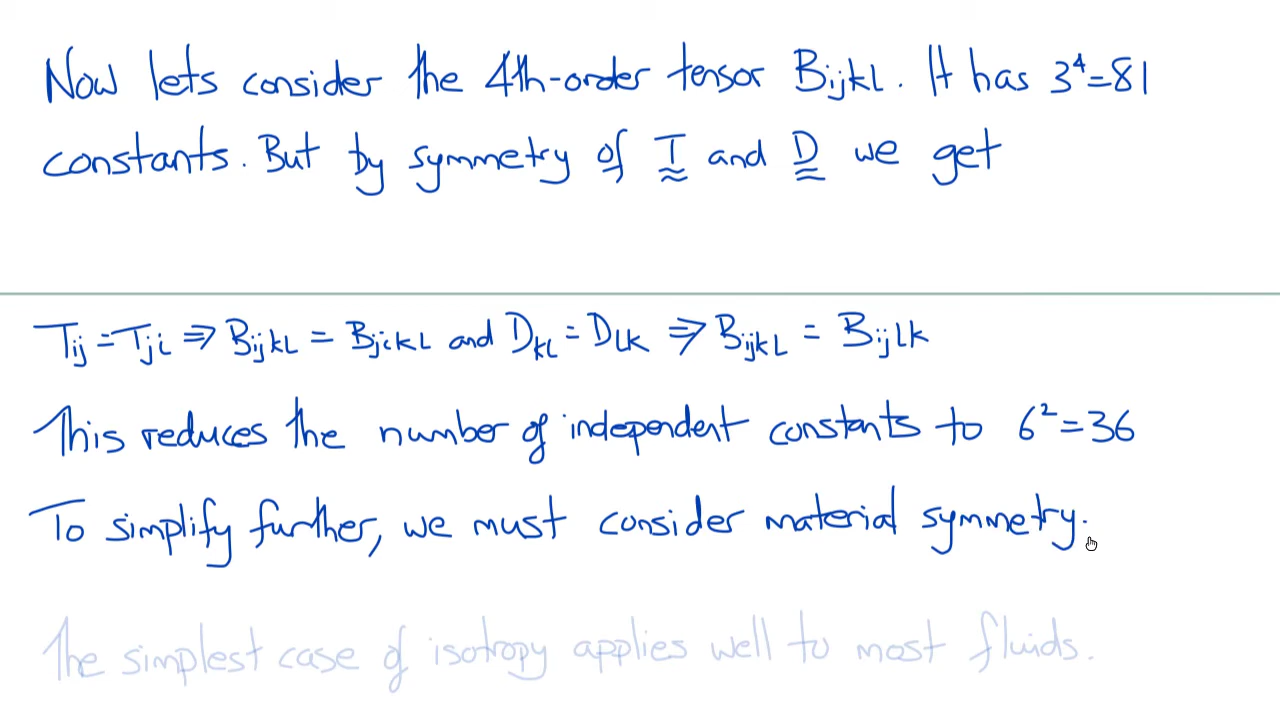 Now lets consider the 4th-order tensor Bijkl. It has 3⁴=81
constants. But by symmetry of T and D we get
Tij = Tji ⇒ BijkL = BjikL and DkL = DLk ⇒ BijkL = BijLk
This reduces the number of independent constants to 6²=36
To simplify further, we must consider material symmetry.
The simplest case of isotropy applies well to most fluids.